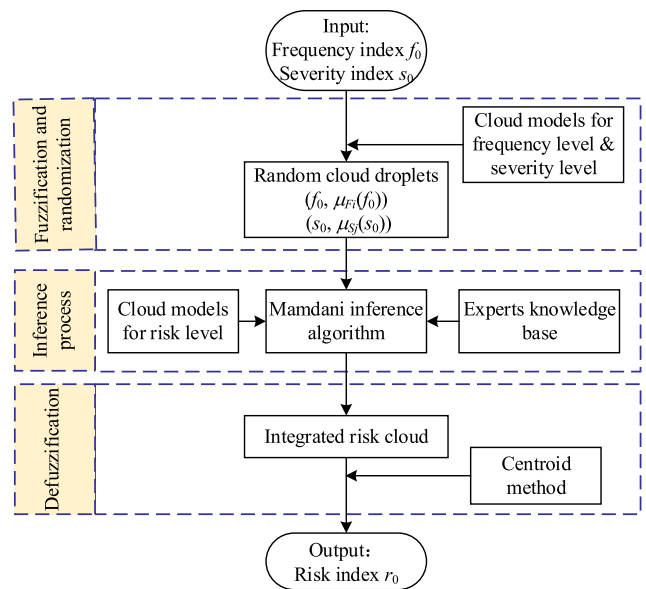 Input:
Frequency index f₀
Severity index s₀
Fuzzification and
randomization
Cloud models for
frequency level &
severity level
Random cloud droplets
(f₀, μFi(f₀))
(s₀, μSj(s₀))
Inference
process
Cloud models
for risk level
Mamdani inference
algorithm
Experts knowledge
base
Defuzzification
Integrated risk cloud
Centroid
method
Output：
Risk index r₀